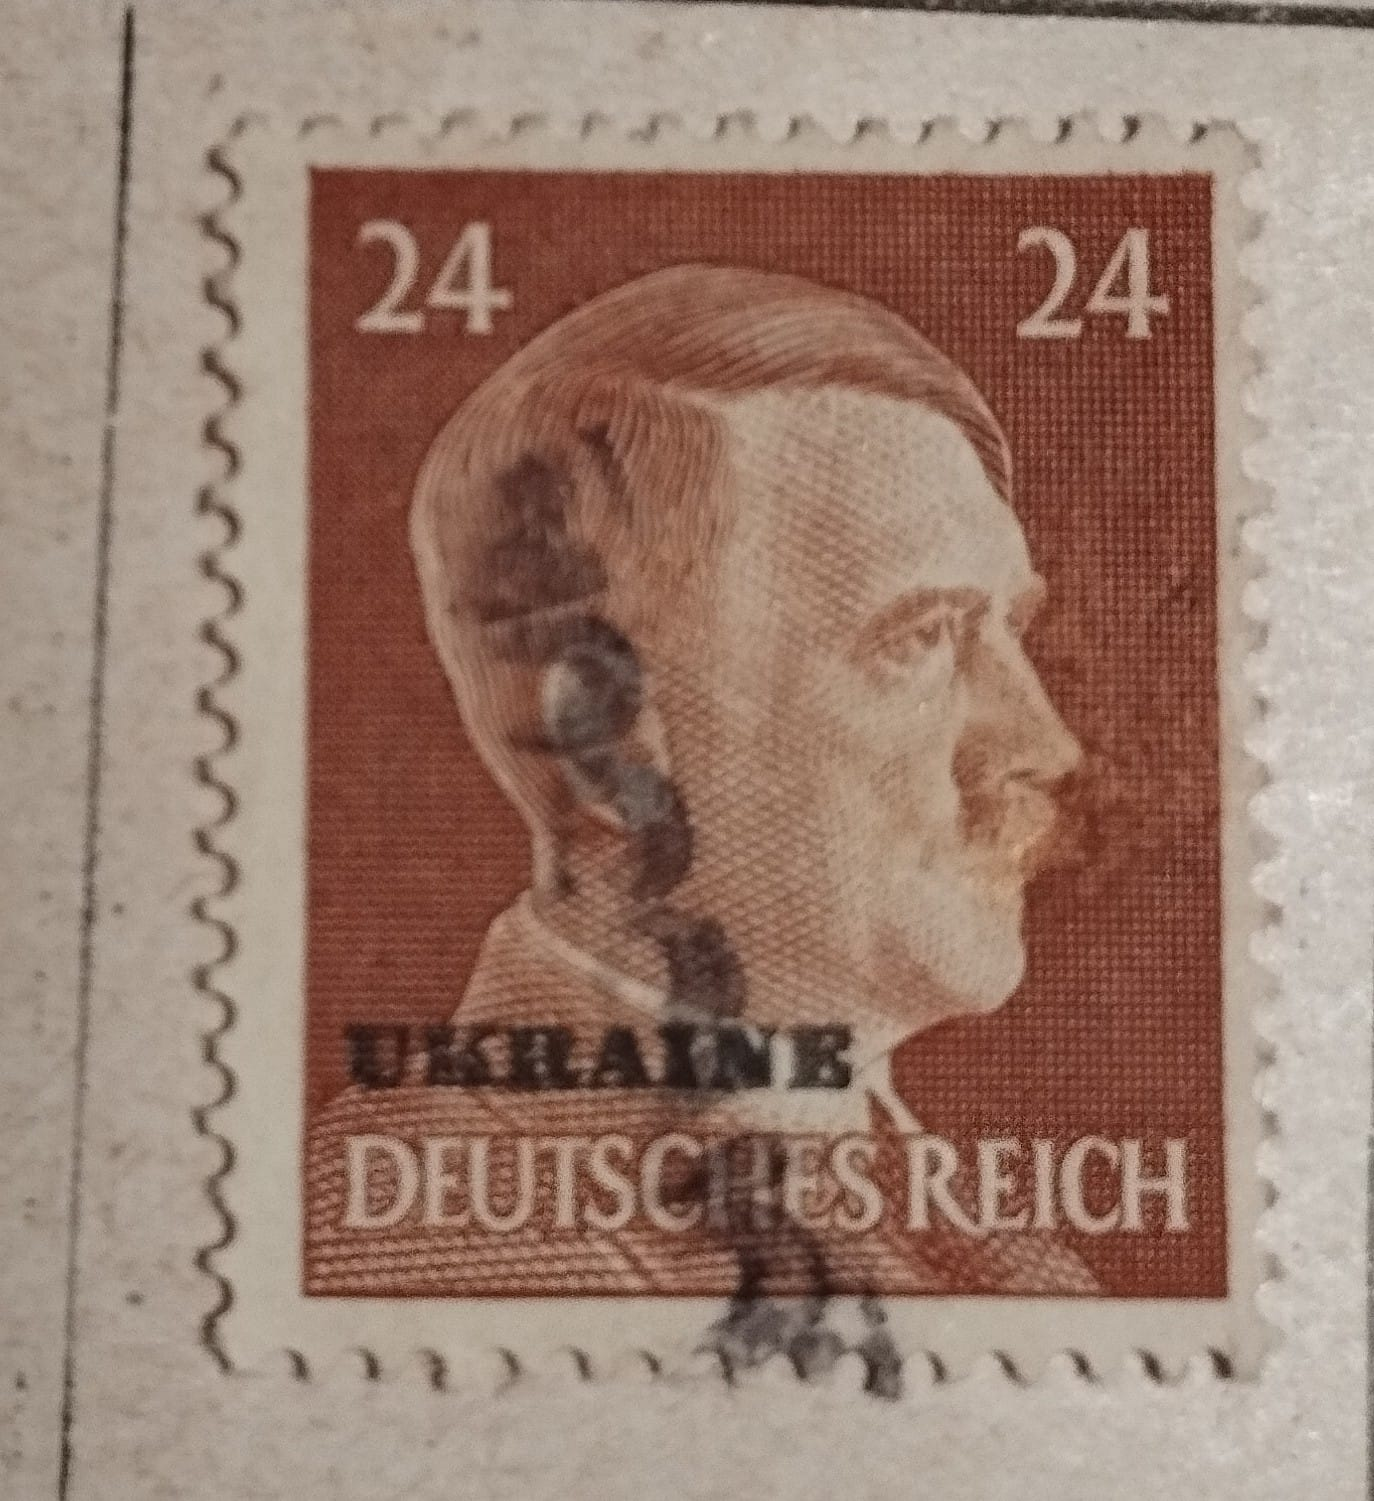 24 24
UKRAINE
DEUTSCHES REICH